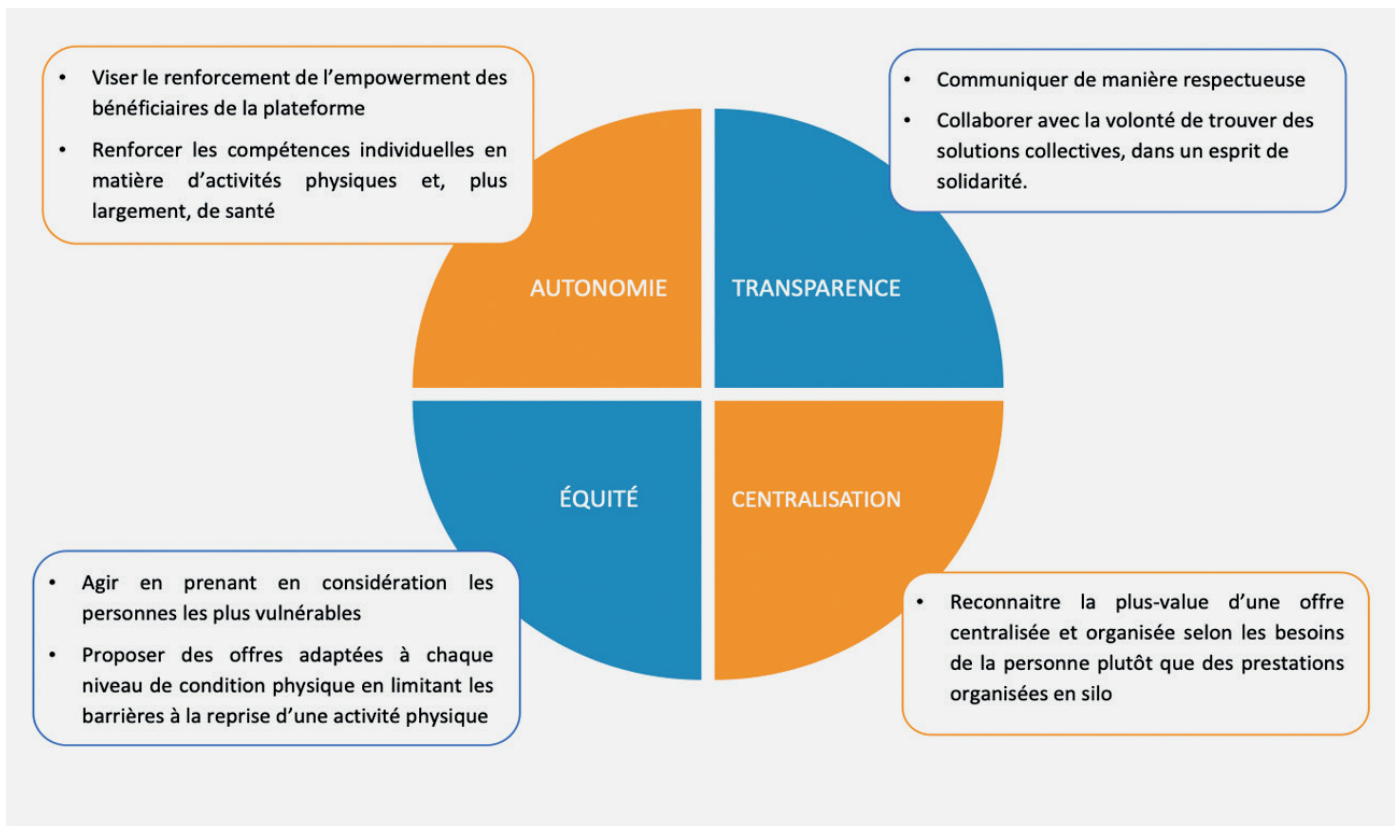 • Viser le renforcement de l’empowerment des
bénéficiaires de la plateforme
• Renforcer les compétences individuelles en
matière d’activités physiques et, plus
largement, de santé
• Communiquer de manière respectueuse
• Collaborer avec la volonté de trouver des
solutions collectives, dans un esprit de
solidarité.
AUTONOMIE
TRANSPARENCE
ÉQUITÉ
CENTRALISATION
• Agir en prenant en considération les
personnes les plus vulnérables
• Proposer des offres adaptées à chaque
niveau de condition physique en limitant les
barrières à la reprise d’une activité physique
• Reconnaitre la plus-value d’une offre
centralisée et organisée selon les besoins
de la personne plutôt que des prestations
organisées en silo